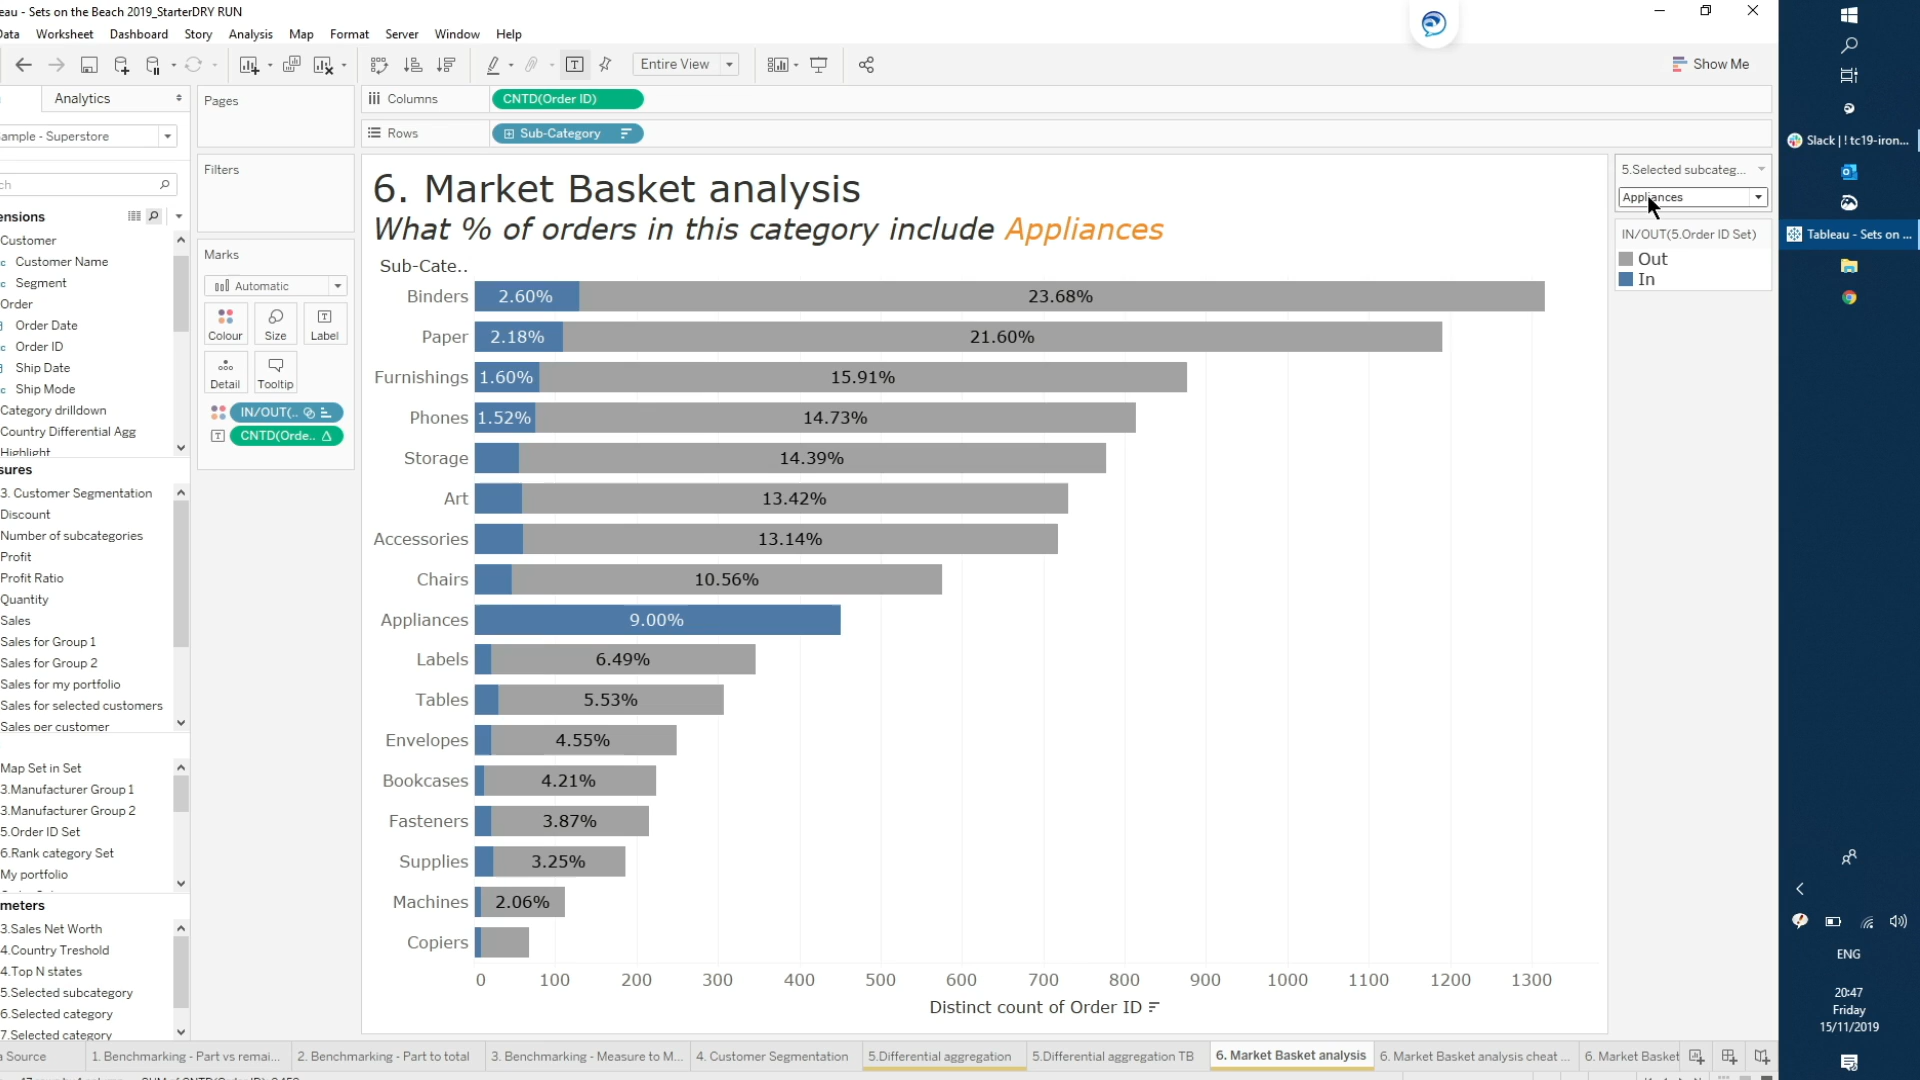 eau - Sets on the Beach 2019_StarterDRY RUN
Data Worksheet Dashboard Story Analysis Map Format Server Window Help
Entire View
Show Me
Analytics
Pages
Columns CNTD(Order ID)
Sample - Superstore
Rows Sub-Category
Filters
ch
ensions
Customer
Customer Name
Segment
Order
Order Date
Order ID
Ship Date
Ship Mode
Category drilldown
Country Differential Agg
Highlight
sures
3. Customer Segmentation
Discount
Number of subcategories
Profit
Profit Ratio
Quantity
Sales
Sales for Group 1
Sales for Group 2
Sales for my portfolio
Sales for selected customers
Sales per customer
Map Set in Set
3.Manufacturer Group 1
3.Manufacturer Group 2
5.Order ID Set
6.Rank category Set
My portfolio
meters
3.Sales Net Worth
4.Country Treshold
4.Top N states
5.Selected subcategory
6.Selected category
7.Selected category
Marks
Automatic
Colour Size Label
Detail Tooltip
IN/OUT(..
CNTD(Orde..
6. Market Basket analysis
What % of orders in this category include Appliances
Sub-Cate..
Binders 2.60% 23.68%
Paper 2.18% 21.60%
Furnishings 1.60% 15.91%
Phones 1.52% 14.73%
Storage 14.39%
Art 13.42%
Accessories 13.14%
Chairs 10.56%
Appliances 9.00%
Labels 6.49%
Tables 5.53%
Envelopes 4.55%
Bookcases 4.21%
Fasteners 3.87%
Supplies 3.25%
Machines 2.06%
Copiers
0 100 200 300 400 500 600 700 800 900 1000 1100 1200 1300
Distinct count of Order ID
5.Selected subcateg...
Appliances
IN/OUT(5.Order ID Set)
Out
In
Slack | ! tc19-iron...
Tableau - Sets on ...
ENG
20:47
Friday
15/11/2019
a Source 1. Benchmarking - Part vs remai... 2. Benchmarking - Part to total 3. Benchmarking - Measure to M... 4. Customer Segmentation 5.Differential aggregation 5.Differential aggregation TB 6. Market Basket analysis 6. Market Basket analysis cheat ... 6. Market Basket